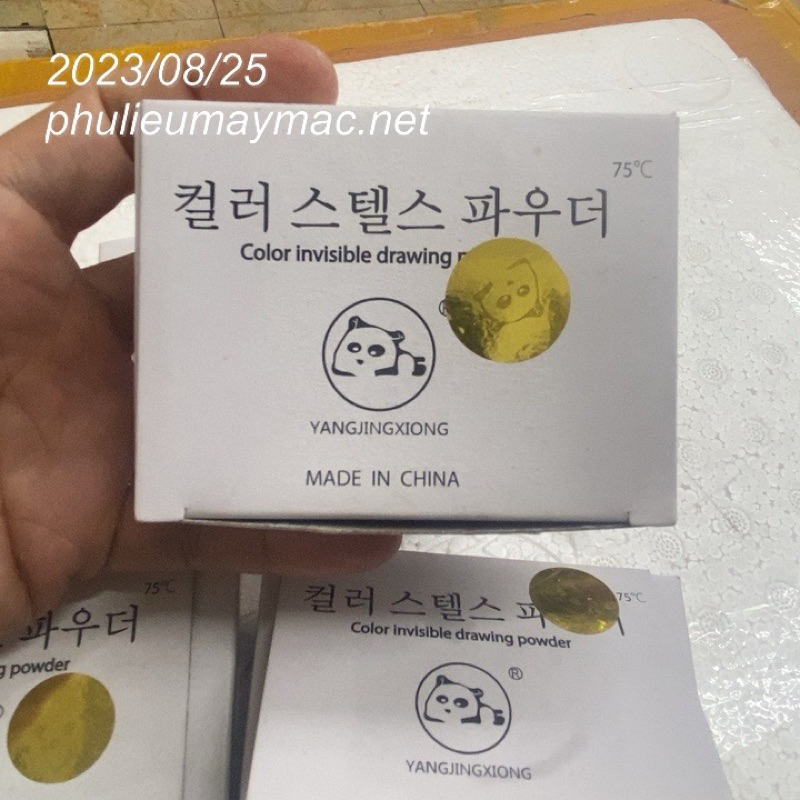 2023/08/25
phulieumaymac.net
75℃
컬러 스텔스 파우더
Color invisible drawing
YANGJINGXIONG
MADE IN CHINA
75℃
파우더
powder
75℃
컬러 스텔스
Color invisible drawing powder
®
YANGJINGXIONG